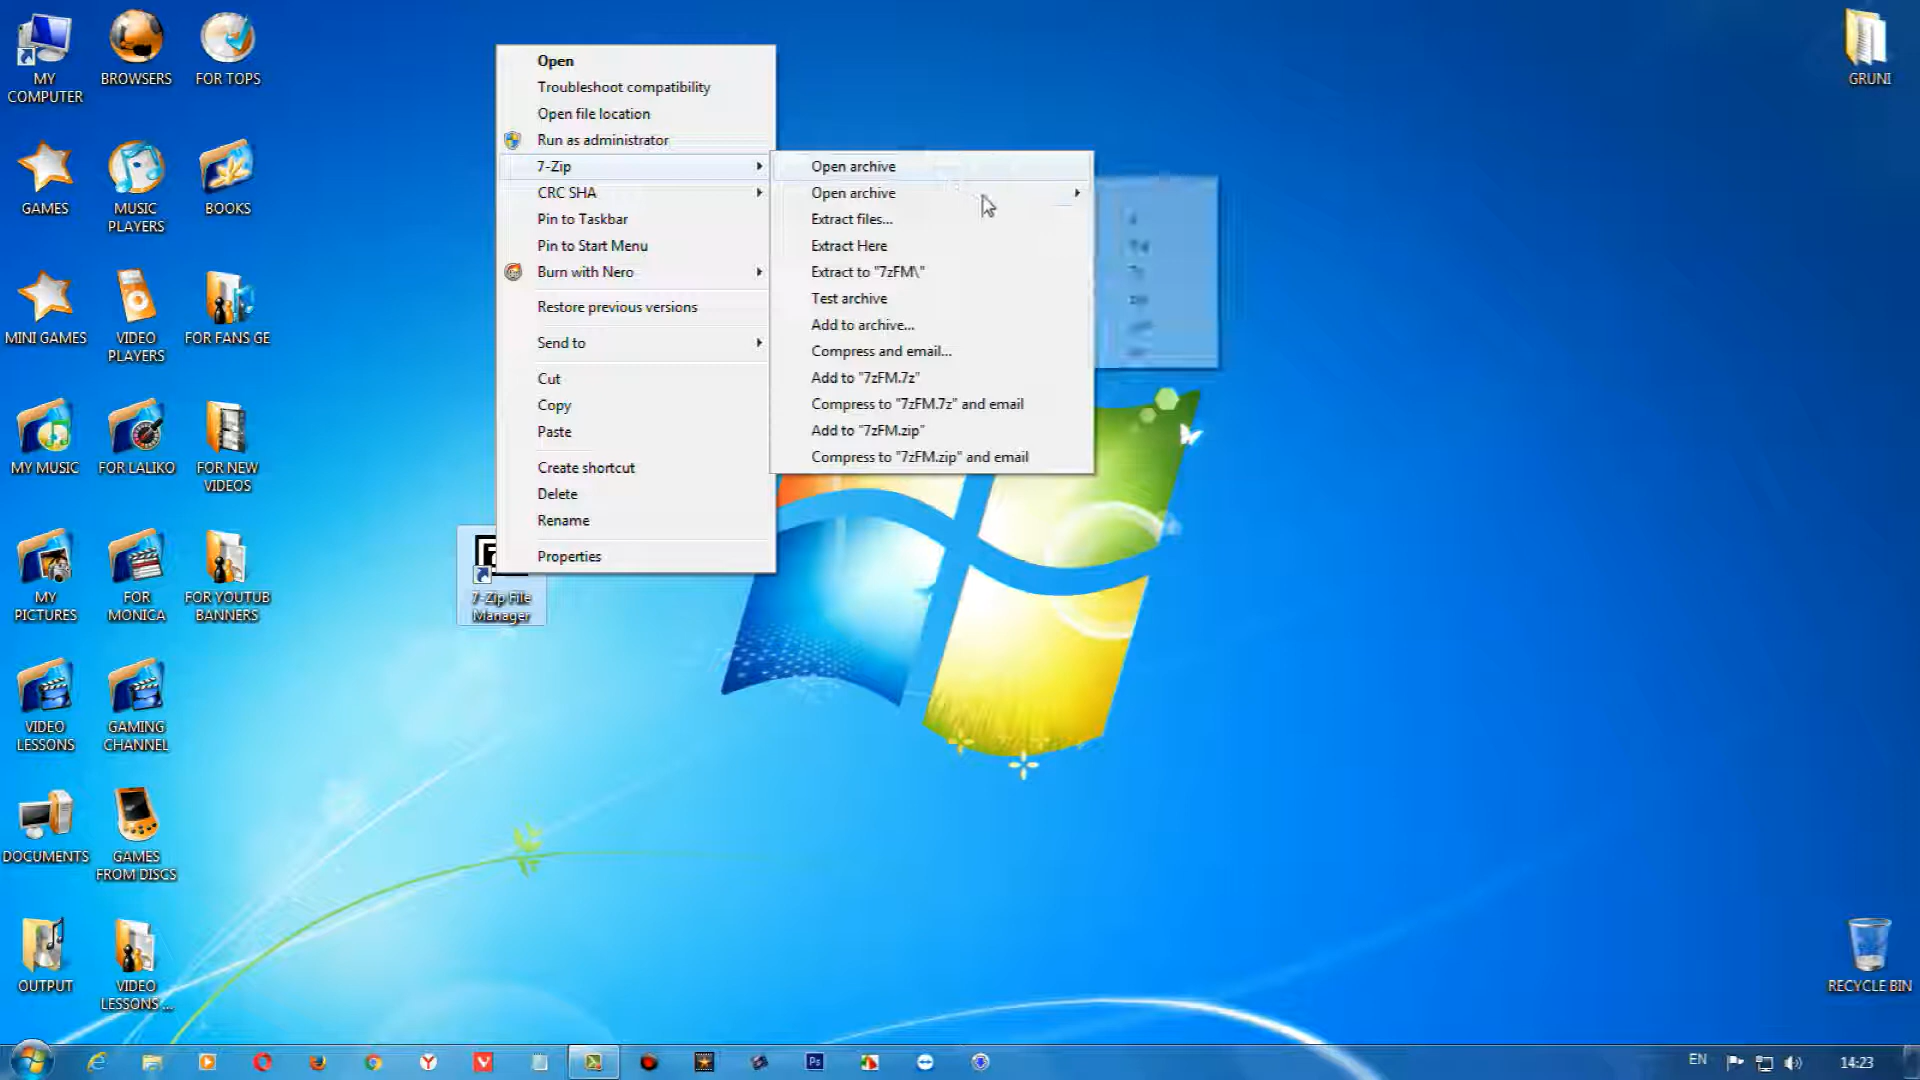 MY
COMPUTER
BROWSERS
FOR TOPS
GAMES
MUSIC
PLAYERS
BOOKS
MINI GAMES
VIDEO
PLAYERS
FOR FANS GE
MY MUSIC
FOR LALIKO
FOR NEW
VIDEOS
MY
PICTURES
FOR
MONICA
FOR YOUTUB
BANNERS
VIDEO
LESSONS
GAMING
CHANNEL
DOCUMENTS
GAMES
FROM DISCS
OUTPUT
VIDEO
LESSONS ...
Open
Troubleshoot compatibility
Open file location
Run as administrator
7-Zip
CRC SHA
Pin to Taskbar
Pin to Start Menu
Burn with Nero
Restore previous versions
Send to
Cut
Copy
Paste
Create shortcut
Delete
Rename
Properties
Open archive
Open archive
Extract files...
Extract Here
Extract to "7zFM\"
Test archive
Add to archive...
Compress and email...
Add to "7zFM.7z"
Compress to "7zFM.7z" and email
Add to "7zFM.zip"
Compress to "7zFM.zip" and email
7-Zip File
Manager
GRUNI
RECYCLE BIN
Ps
EN
14:23